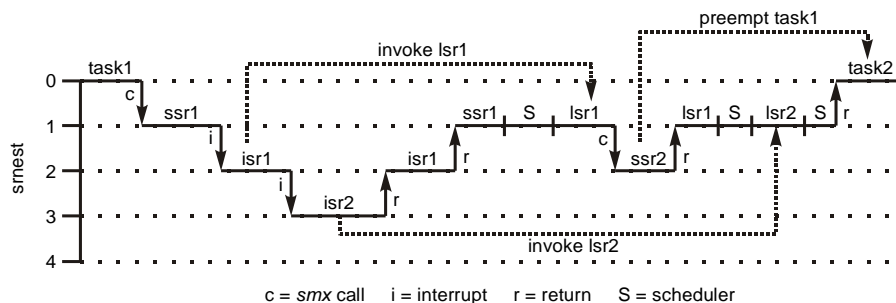 preempt task1
invoke lsr1
0 task1 task2
c
1 ssr1 ssr1 S lsr1 lsr1 S lsr2 S
i r c r r
2 isr1 isr1 ssr2
i r
3 isr2
invoke lsr2
4
srnest
c = smx call i = interrupt r = return S = scheduler